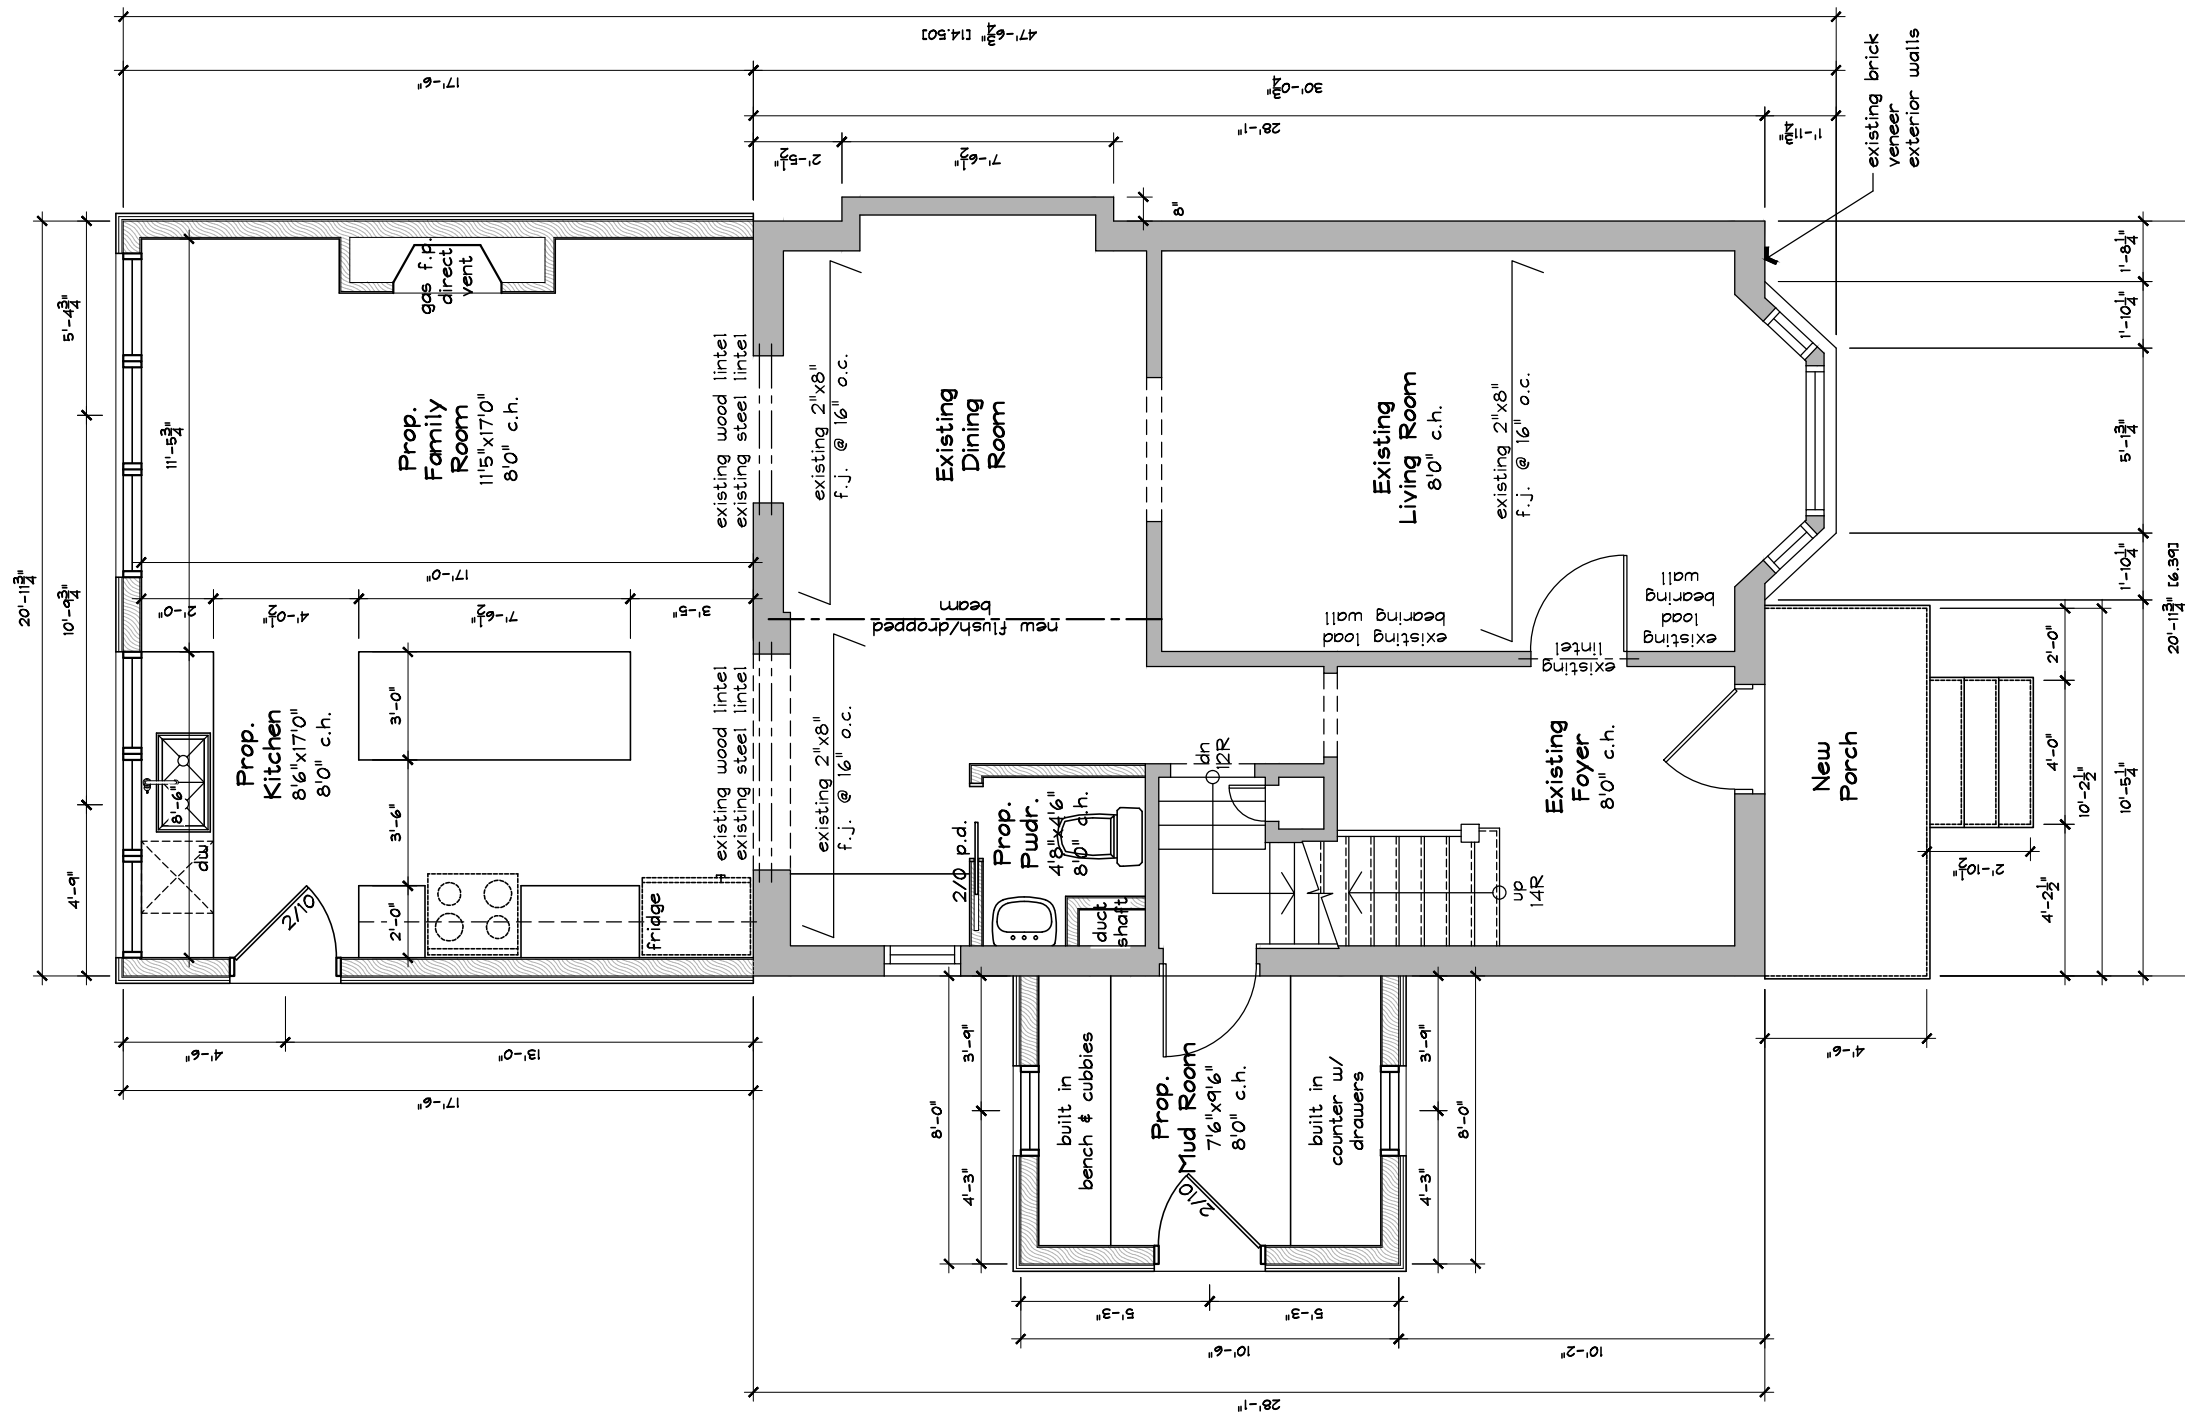 47'-6¾" [14.50]
17'-6"
30'-0¾"
28'-1"
1'-11¾"
2'-5½"
7'-6½"
8"
existing brick
veneer
exterior walls
20'-11¾"
5'-4¾"
10'-9¾"
4'-9"
11'-5¾"
gas f.p.
direct
vent
Prop.
Family
Room
11'5"x17'0"
8'0" c.h.
17'-0"
2'-0"
4'-0½"
7'-6½"
3'-5"
existing wood lintel
existing steel lintel
existing 2"x8"
f.j. @ 16" o.c.
Existing
Dining
Room
new flush/dropped
beam
Existing
Living Room
8'0" c.h.
existing 2"x8"
f.j. @ 16" o.c.
existing load
bearing wall
existing
lintel
existing
load
bearing
wall
Prop.
Kitchen
8'6"x17'0"
8'0" c.h.
8'-6"
dw
3'-0"
3'-6"
2'-0"
fridge
2/10
existing wood lintel
existing steel lintel
existing 2"x8"
f.j. @ 16" o.c.
2/0 p.d.
Prop.
Pwdr.
4'8"x4'6"
8'0" c.h.
duct
shaft
dn
12R
up
14R
Existing
Foyer
8'0" c.h.
New
Porch
1'-8¼"
1'-10¼"
5'-1¾"
1'-10¼"
20'-11¾" [6.39]
2'-0"
4'-0"
4'-2½"
10'-2½"
10'-5¼"
2'-10½"
4'-6"
4'-6"
13'-0"
17'-6"
8'-0"
3'-9"
4'-3"
built in
bench & cubbies
Prop.
Mud Room
7'6"x9'6"
8'0" c.h.
built in
counter w/
drawers
2/10
3'-9"
4'-3"
8'-0"
5'-3"
5'-3"
10'-6"
10'-2"
28'-1"